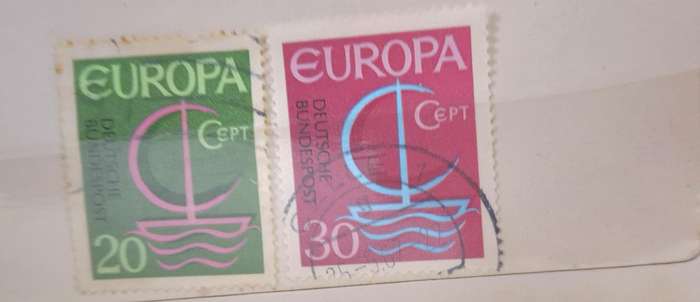 EUROPA
CEPT
DEUTSCHE
BUNDESPOST
20
EUROPA
CEPT
DEUTSCHE
BUNDESPOST
30